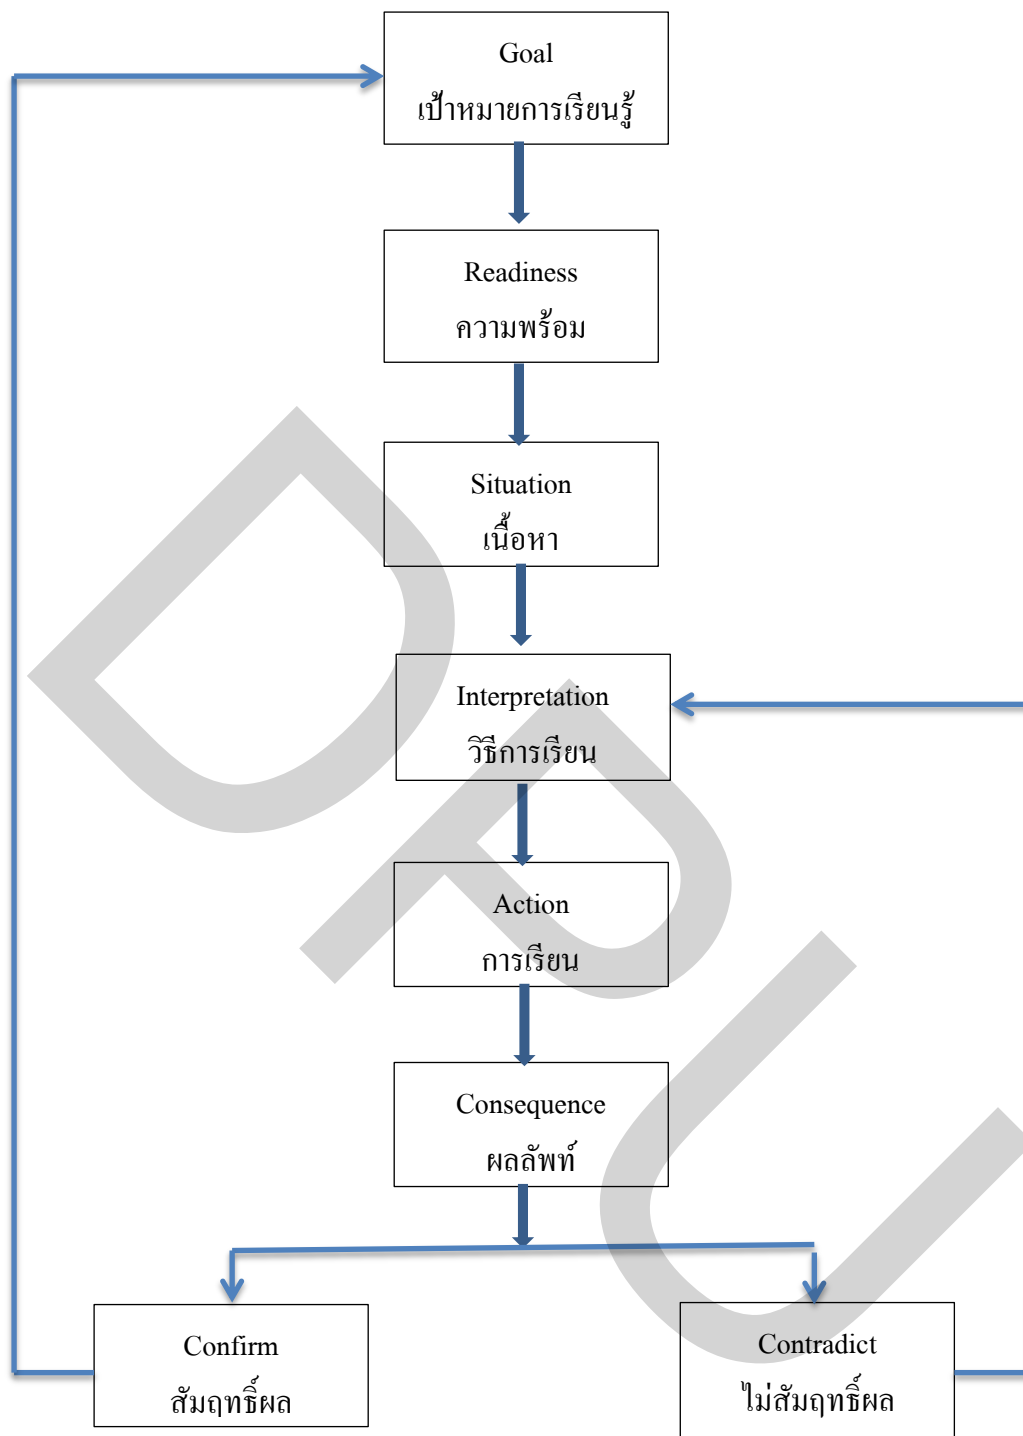 Goal
เป้าหมายการเรียนรู้
Readiness
ความพร้อม
Situation
เนื้อหา
Interpretation
วิธีการเรียน
Action
การเรียน
Consequence
ผลลัพท์
Confirm
สัมฤทธิ์ผล
Contradict
ไม่สัมฤทธิ์ผล
DPU